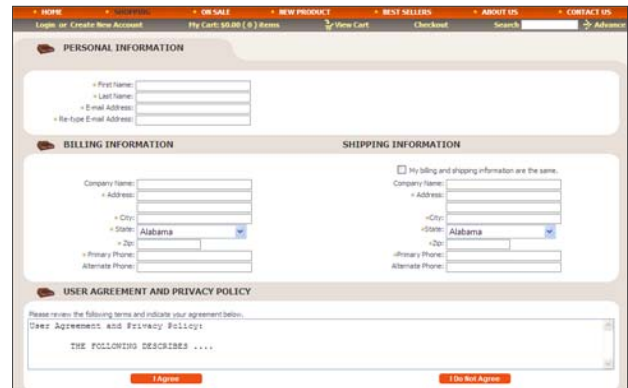 HOME SHOPPING ON SALE NEW PRODUCT BEST SELLERS ABOUT US CONTACT US
Login or Create New Account My Cart: $0.00 ( 0 ) items View Cart Checkout Search Advance
PERSONAL INFORMATION
First Name:
Last Name:
E-mail Address:
Re-type E-mail Address:
BILLING INFORMATION SHIPPING INFORMATION
My billing and shipping information are the same.
Company Name: Company Name:
Address: Address:
City: City:
State: Alabama State: Alabama
Zip: Zip:
Primary Phone: Primary Phone:
Alternate Phone: Alternate Phone:
USER AGREEMENT AND PRIVACY POLICY
Please review the following terms and indicate your agreement below.
User Agreement and Privacy Policy:
THE FOLLOWING DESCRIBES ....
I Agree I Do Not Agree